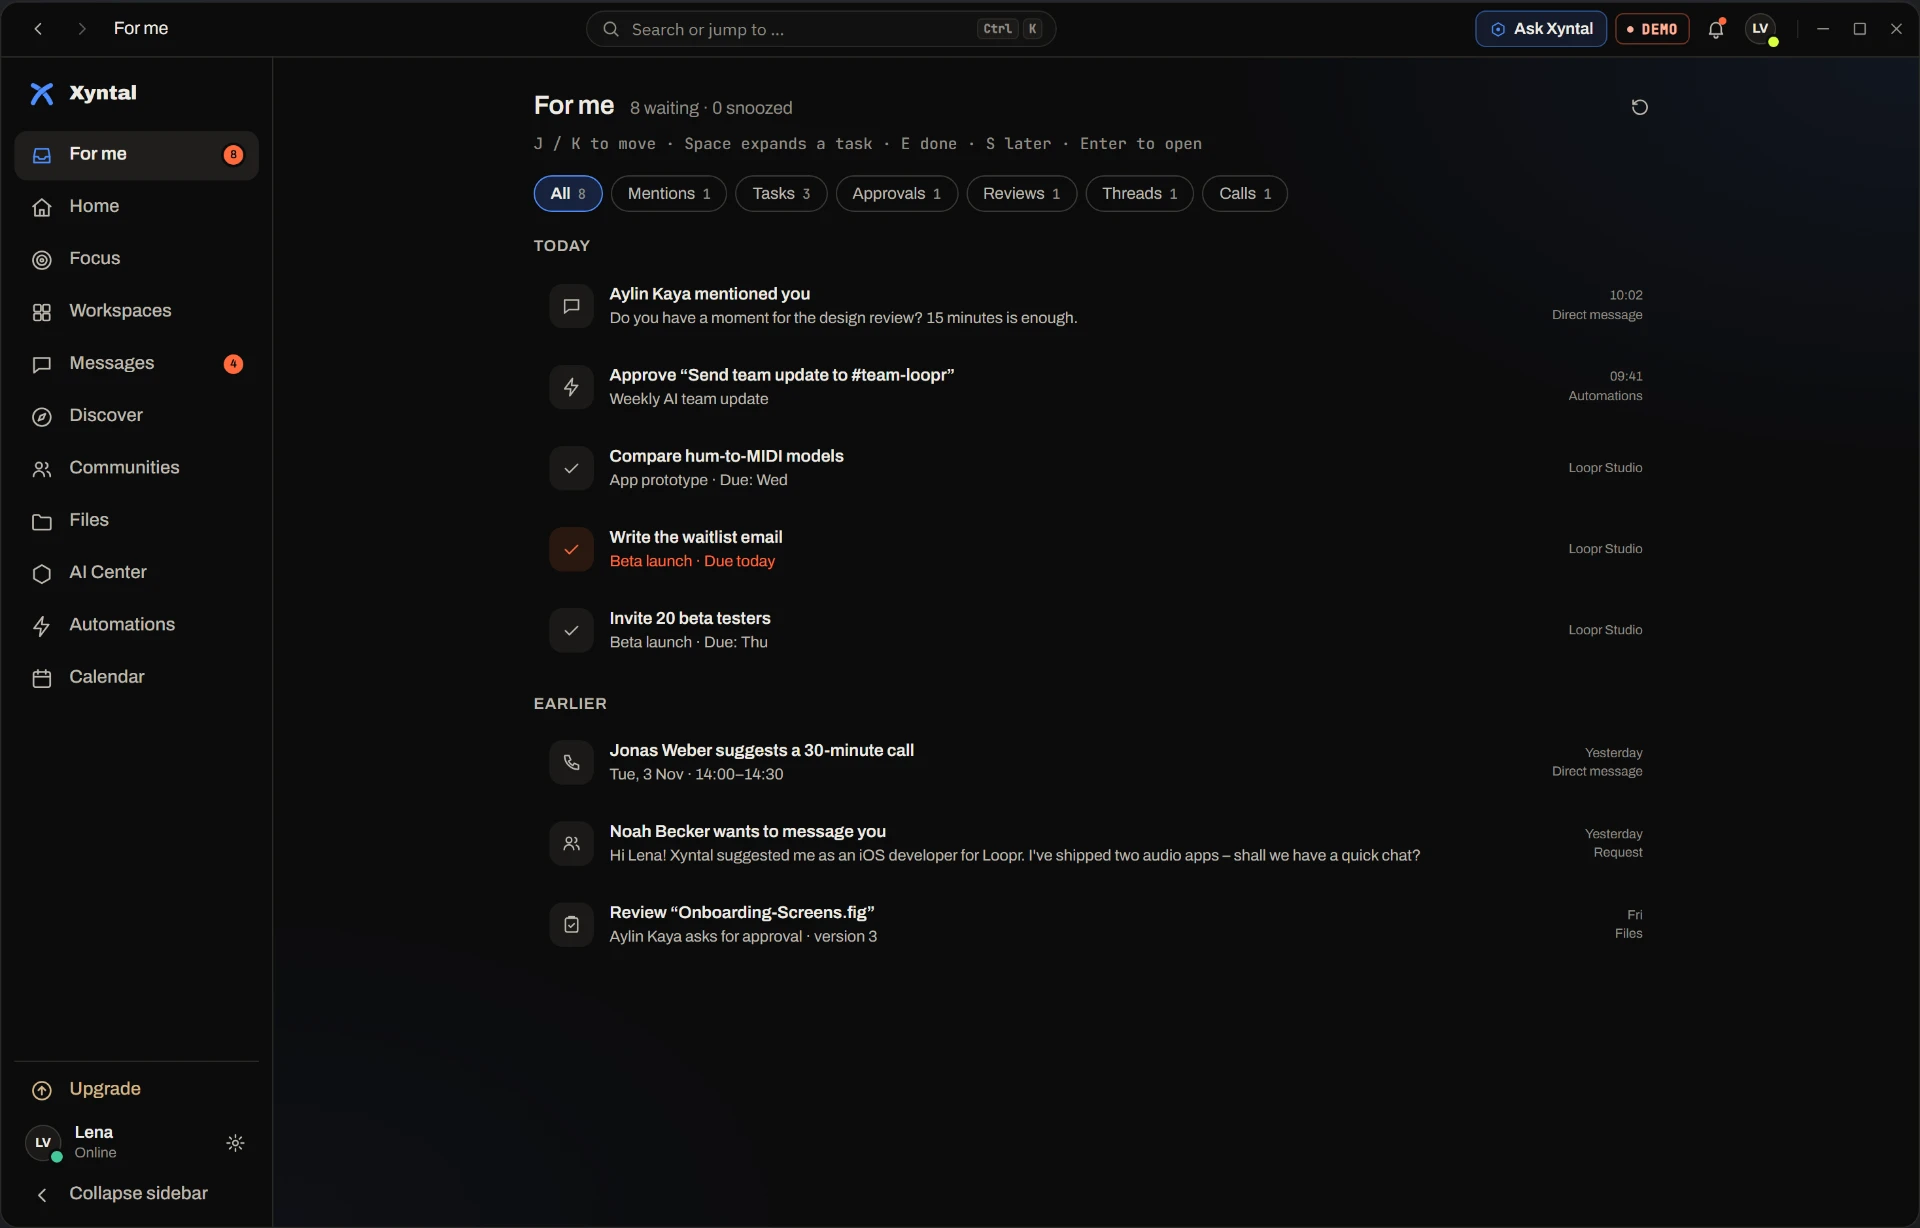 For me
Search or jump to ...
Ctrl K
Ask Xyntal
DEMO
LV
Xyntal
For me 8
Home
Focus
Workspaces
Messages 4
Discover
Communities
Files
AI Center
Automations
Calendar
Upgrade
LV
Lena
Online
Collapse sidebar
For me 8 waiting · 0 snoozed
J / K to move · Space expands a task · E done · S later · Enter to open
All 8
Mentions 1
Tasks 3
Approvals 1
Reviews 1
Threads 1
Calls 1
TODAY
Aylin Kaya mentioned you
Do you have a moment for the design review? 15 minutes is enough.
10:02
Direct message
Approve “Send team update to #team-loopr”
Weekly AI team update
09:41
Automations
Compare hum-to-MIDI models
App prototype · Due: Wed
Loopr Studio
Write the waitlist email
Beta launch · Due today
Loopr Studio
Invite 20 beta testers
Beta launch · Due: Thu
Loopr Studio
EARLIER
Jonas Weber suggests a 30-minute call
Tue, 3 Nov · 14:00–14:30
Yesterday
Direct message
Noah Becker wants to message you
Hi Lena! Xyntal suggested me as an iOS developer for Loopr. I've shipped two audio apps – shall we have a quick chat?
Yesterday
Request
Review “Onboarding-Screens.fig”
Aylin Kaya asks for approval · version 3
Fri
Files